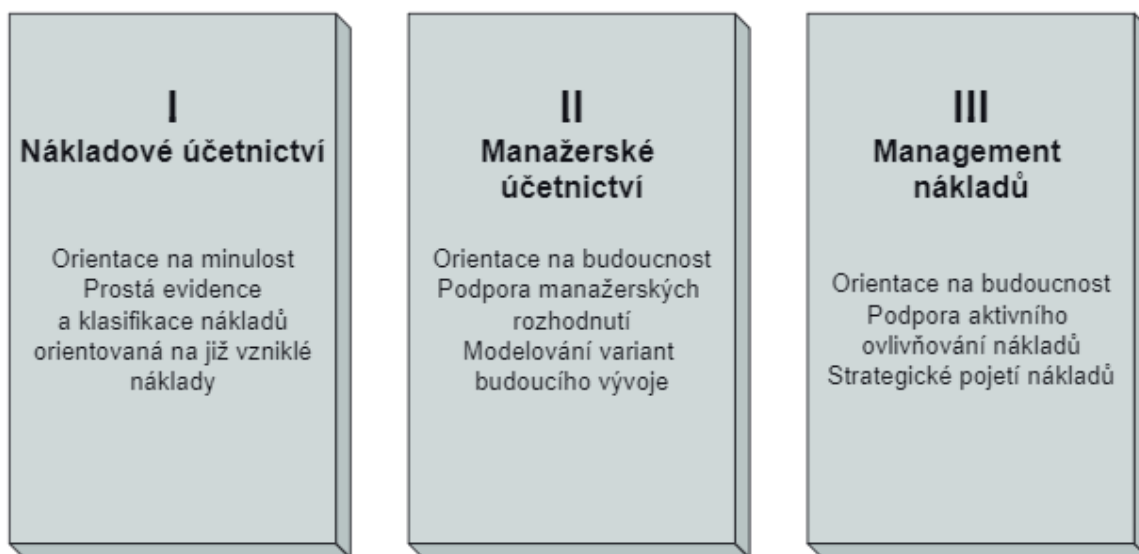 I
Nákladové účetnictví
Orientace na minulost
Prostá evidence
a klasifikace nákladů
orientovaná na již vzniklé
náklady
II
Manažerské
účetnictví
Orientace na budoucnost
Podpora manažerských
rozhodnutí
Modelování variant
budoucího vývoje
III
Management
nákladů
Orientace na budoucnost
Podpora aktivního
ovlivňování nákladů
Strategické pojetí nákladů